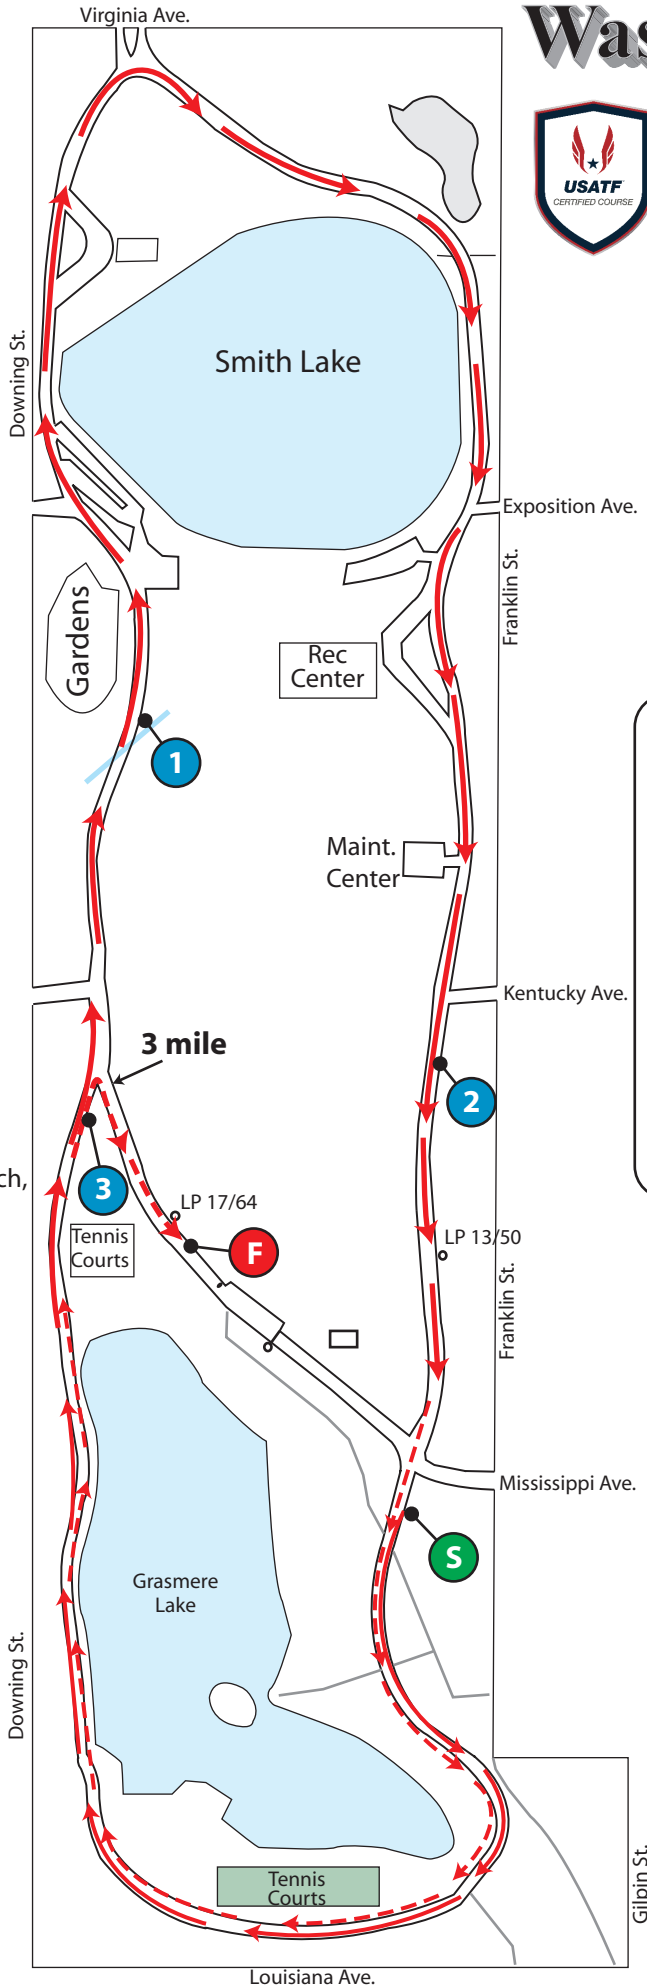 Virginia Ave.
Was
USATF
CERTIFIED COURSE
Downing St.
Smith Lake
Exposition Ave.
Franklin St.
Gardens
Rec
Center
1
Maint.
Center
Kentucky Ave.
3 mile
2
3
ch,
LP 17/64
Tennis
Courts
F
LP 13/50
Franklin St.
Mississippi Ave.
S
Grasmere
Lake
Downing St.
Tennis
Courts
Gilpin St.
Louisiana Ave.